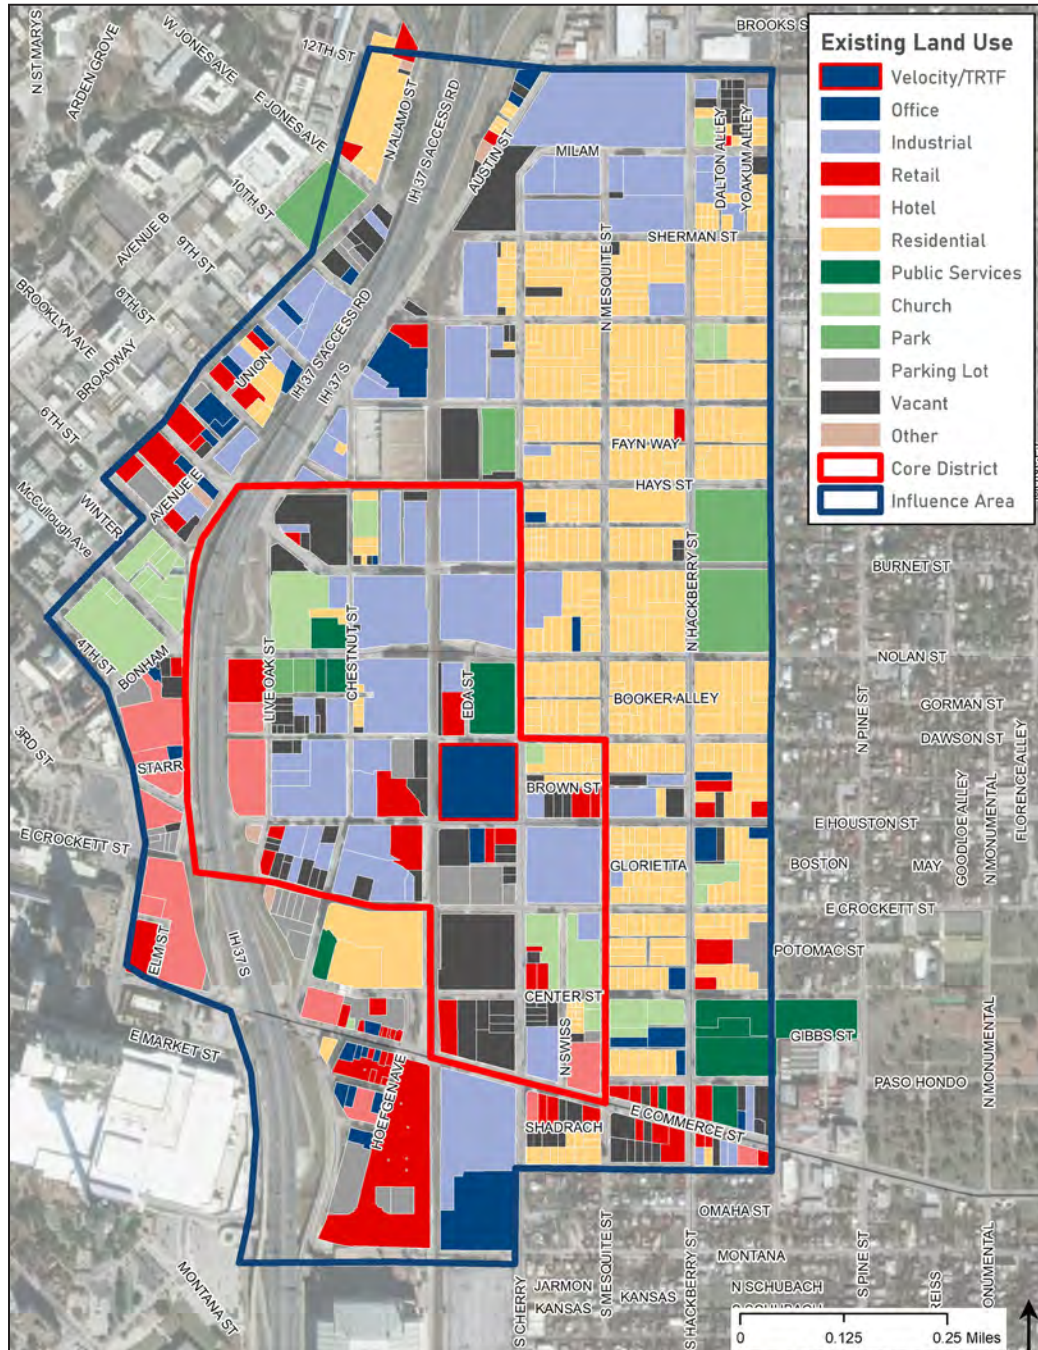 N ST MARYS
ARDEN GROVE
W JONES AVE
12TH ST
E JONES AVE
N ALAMO ST
IH 37 S ACCESS RD
AUSTIN ST
BROOKS S
MILAM
DALTON ALLEY
YOAKUM ALLEY
10TH ST
AVENUE B
9TH ST
8TH ST
BROOKLYN AVE
BROADWAY
6TH ST
McCullough Ave
WINTER
AVENUE E
UNION
IH 37 S ACCESS RD
IH 37 S
N MESQUITE ST
SHERMAN ST
FAYN WAY
HAYS ST
N HACKBERRY ST
BURNET ST
NOLAN ST
4TH ST
BONHAM
LIVE OAK ST
CHESTNUT ST
EDA ST
BOOKER ALLEY
N PINE ST
GORMAN ST
DAWSON ST
3RD ST
STARR
BROWN ST
GOODLOE ALLEY
N MONUMENTAL
FLORENCE ALLEY
E CROCKETT ST
E HOUSTON ST
GLORIETTA
BOSTON
MAY
E CROCKETT ST
ELM ST
IH 37 S
POTOMAC ST
CENTER ST
N SWISS
GIBBS ST
N MONUMENTAL
E MARKET ST
HOEFGEN AVE
PASO HONDO
SHADRACH
E COMMERCE ST
OMAHA ST
MONTANA ST
S CHERRY
JARMON
KANSAS
S MESQUITE ST
KANSAS
S HACKBERRY ST
MONTANA
N SCHUBACH
S PINE ST
REISS
ONUMENTAL
Existing Land Use
Velocity/TRTF
Office
Industrial
Retail
Hotel
Residential
Public Services
Church
Park
Parking Lot
Vacant
Other
Core District
Influence Area
0 0.125 0.25 Miles